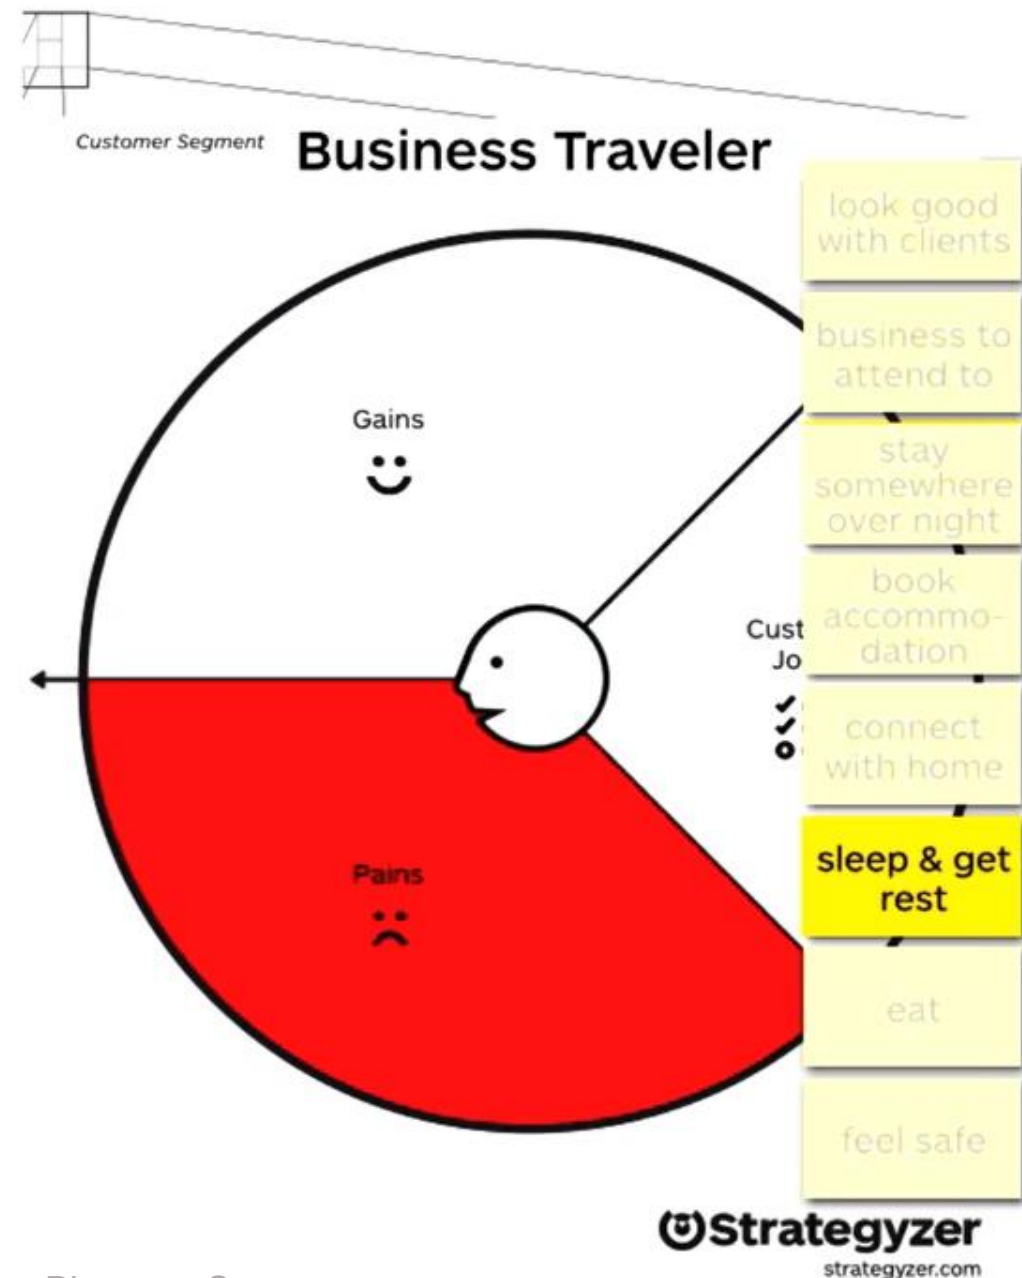 Customer Segment
Business Traveler
look good
with clients
business to
attend to
Gains
stay
somewhere
over night
book
accommo-
dation
Cust
Jo
connect
with home
sleep & get
rest
Pains
eat
feel safe
Strategyzer
strategyzer.com